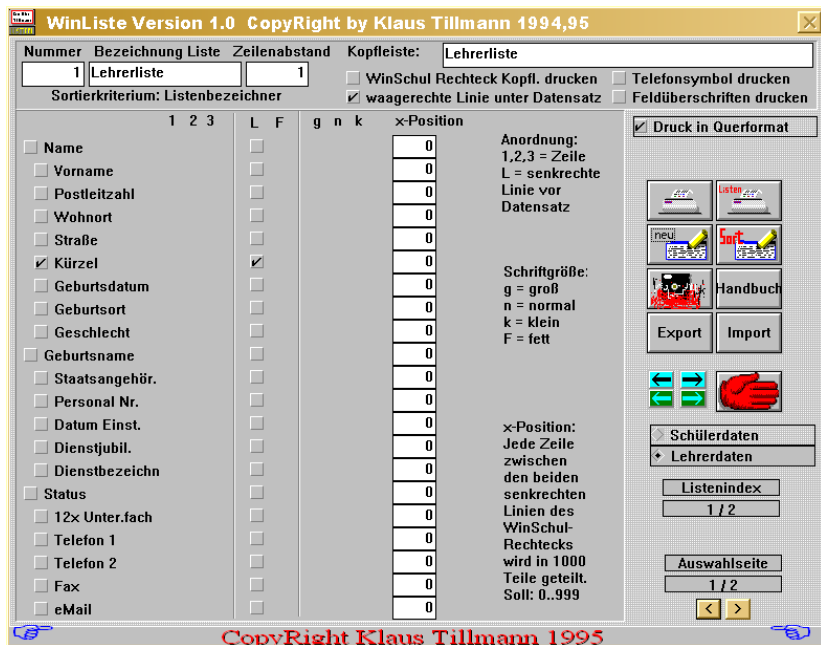 WinListe Version 1.0 CopyRight by Klaus Tillmann 1994,95
Nummer Bezeichnung Liste Zeilenabstand Kopfleiste: Lehrerliste
1 Lehrerliste 1
WinSchul Rechteck Kopfl. drucken Telefonsymbol drucken
Sortierkriterium: Listenbezeichner waagerechte Linie unter Datensatz Feldüberschriften drucken
1 2 3 L F g n k x-Position
Druck in Querformat
Name 0
Vorname 0
Postleitzahl 0
Wohnort 0
Straße 0
Kürzel 0
Geburtsdatum 0
Geburtsort 0
Geschlecht 0
Geburtsname 0
Staatsangehör. 0
Personal Nr. 0
Datum Einst. 0
Dienstjubil. 0
Dienstbezeichn 0
Status 0
12x Unter.fach 0
Telefon 1 0
Telefon 2 0
Fax 0
eMail 0
Anordnung:
1,2,3 = Zeile
L = senkrechte
Linie vor
Datensatz
Schriftgröße:
g = groß
n = normal
k = klein
F = fett
x-Position:
Jede Zeile
zwischen
den beiden
senkrechten
Linien des
WinSchul-
Rechtecks
wird in 1000
Teile geteilt.
Soll: 0..999
Listen
neu Sort
Handbuch
Export Import
Schülerdaten
Lehrerdaten
Listenindex
1 / 2
Auswahlseite
1 / 2
< >
CopyRight Klaus Tillmann 1995